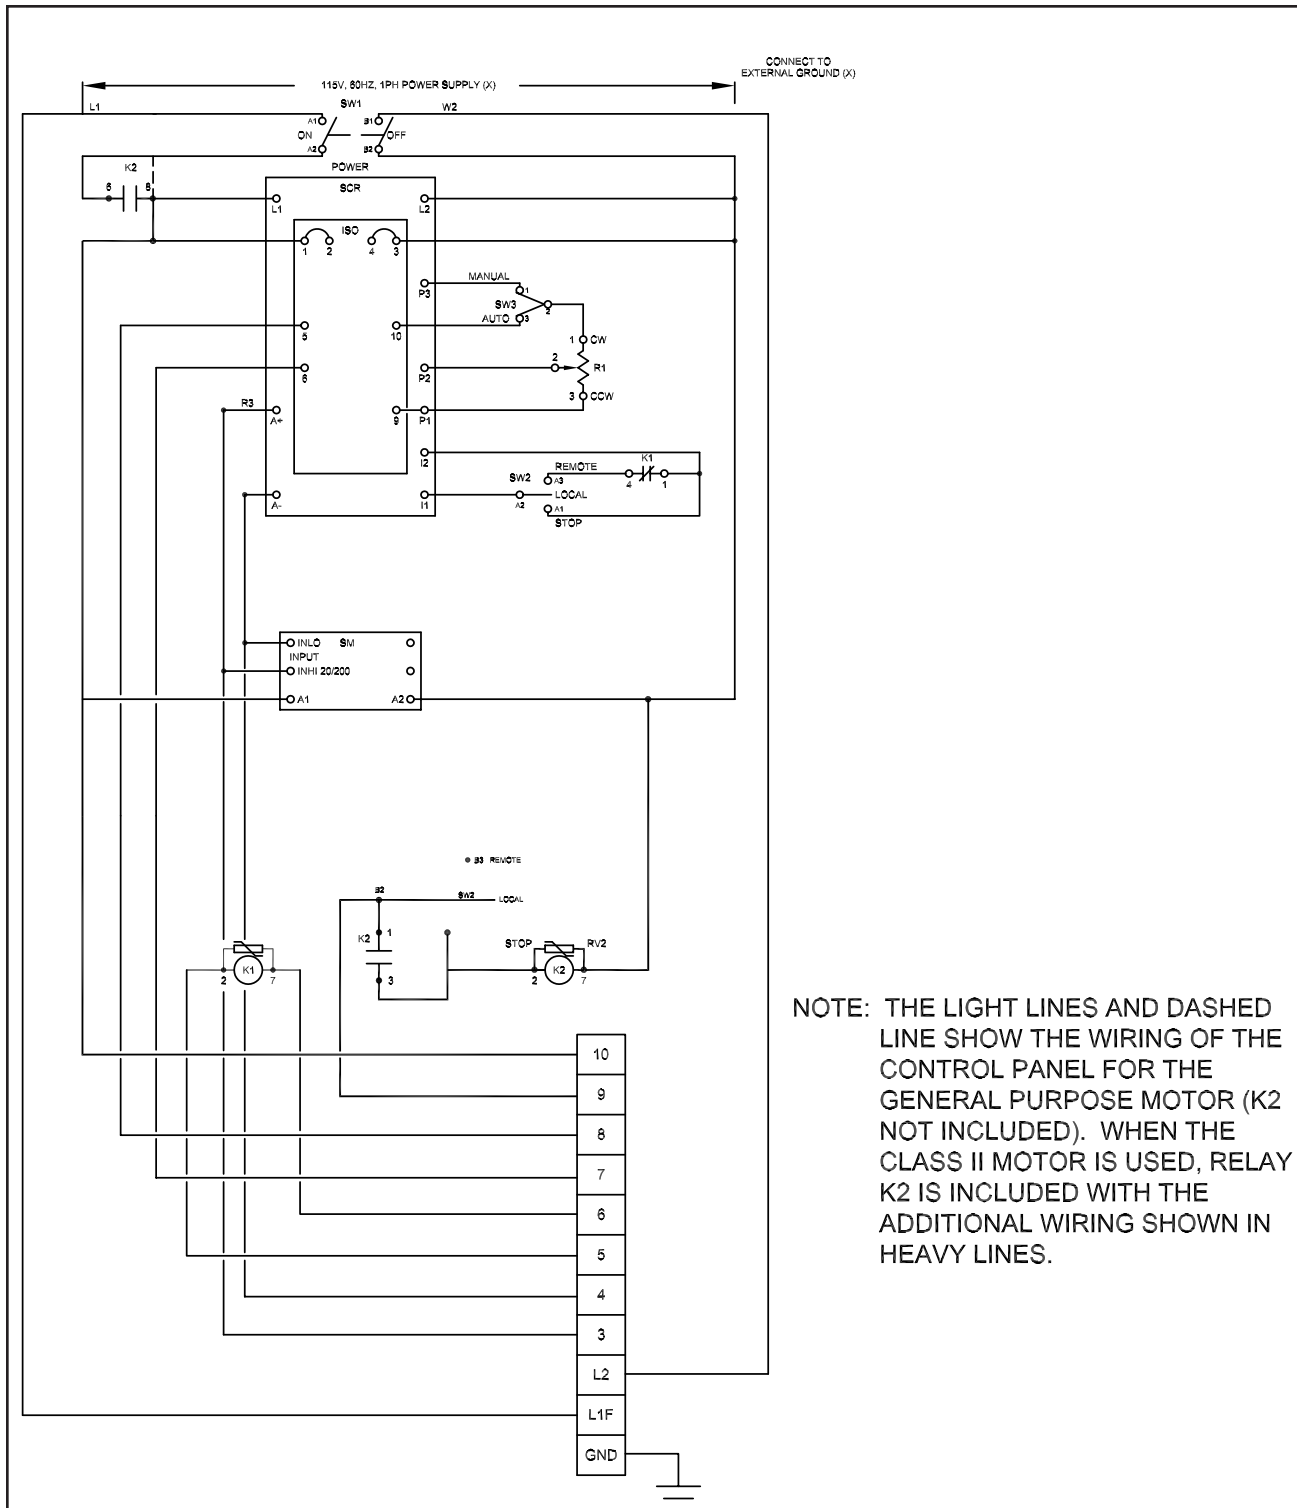 CONNECT TO
EXTERNAL GROUND (X)
115V, 60HZ, 1PH POWER SUPPLY (X)
L1
SW1
W2
A1
B1
ON
OFF
A2
B2
POWER
K2
SCR
6
8
L1
L2
ISO
1
2
4
3
MANUAL
P3
1
SW3
2
AUTO
3
5
10
1
CW
2
R1
6
P2
3
CCW
R3
A+
9
P1
I2
K1
REMOTE
SW2
A3
4
1
LOCAL
A-
I1
A2
A1
STOP
INLO
SM
INPUT
INHI 20/200
A1
A2
B3 REMOTE
B2
SW2
LOCAL
K2
1
STOP
RV2
K1
K2
2
7
3
2
7
10
9
8
7
6
5
4
3
L2
L1F
GND
NOTE: THE LIGHT LINES AND DASHED
LINE SHOW THE WIRING OF THE
CONTROL PANEL FOR THE
GENERAL PURPOSE MOTOR (K2
NOT INCLUDED). WHEN THE
CLASS II MOTOR IS USED, RELAY
K2 IS INCLUDED WITH THE
ADDITIONAL WIRING SHOWN IN
HEAVY LINES.